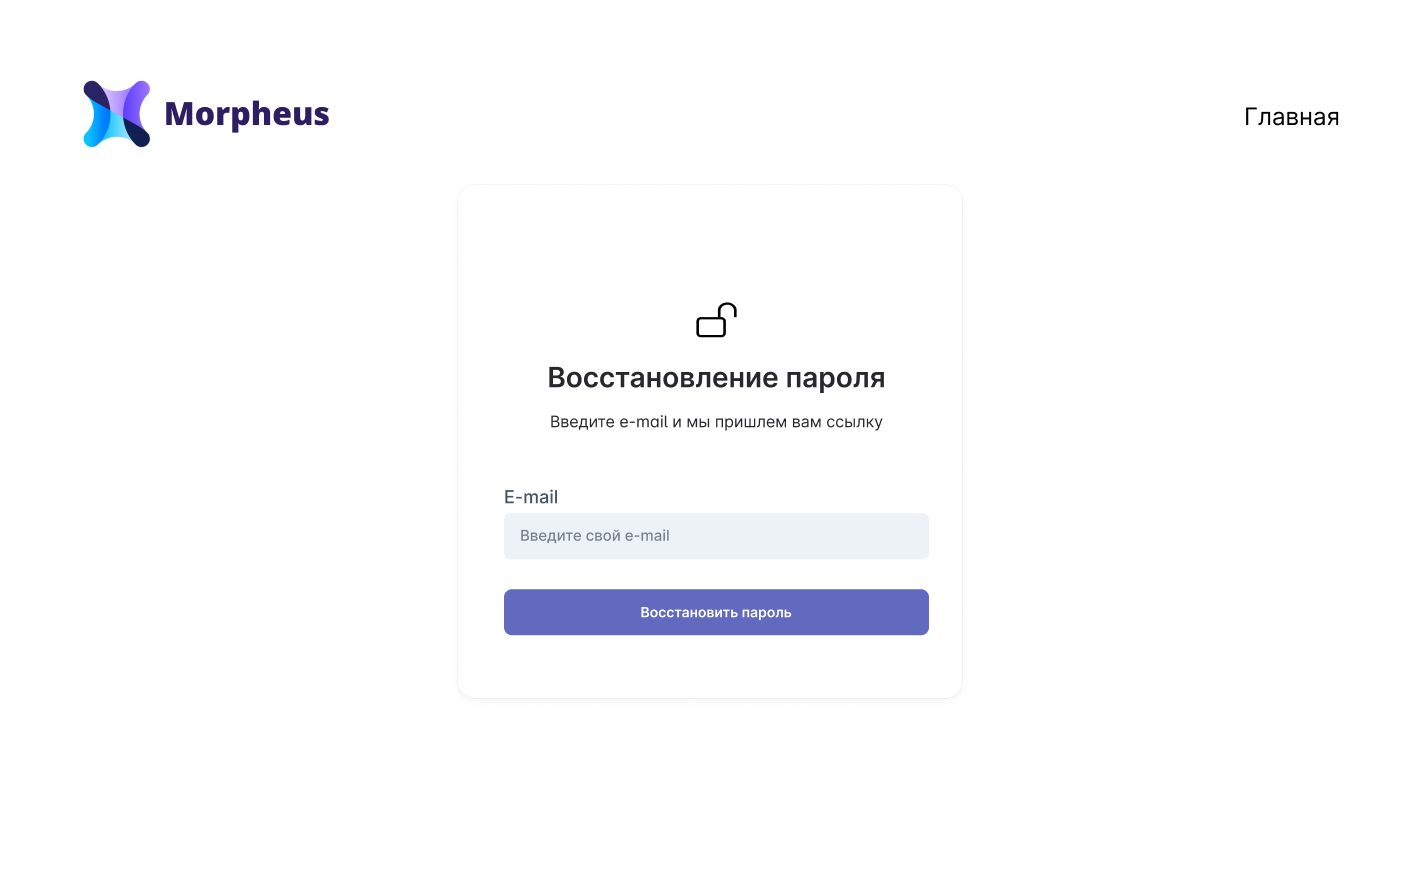 Morpheus
Главная
Восстановление пароля
Введите e-mail и мы пришлем вам ссылку
E-mail
Введите свой e-mail
Восстановить пароль